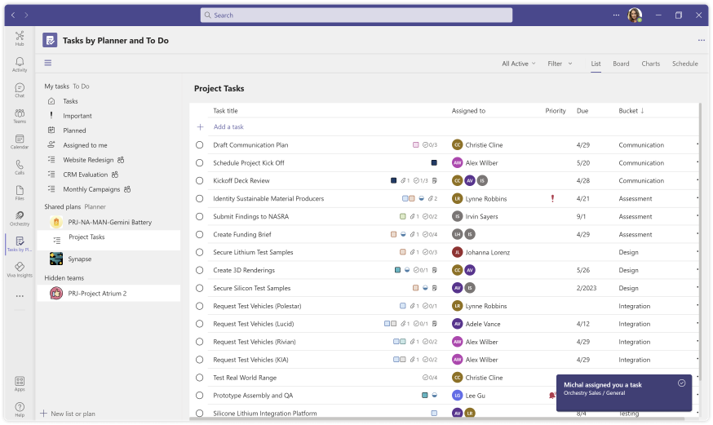 Search
Hub
Activity
Chat
Teams
Calendar
Calls
Files
Orchestry
Tasks by Pl...
Viva Insights
Apps
Help
Tasks by Planner and To Do
All Active
Filter
List
Board
Charts
Schedule
My tasks To Do
Tasks
Important
Planned
Assigned to me
Website Redesign
CRM Evaluation
Monthly Campaigns
Shared plans Planner
PRJ-NA-MAN-Gemini Battery
Project Tasks
Synapse
Hidden teams
PRJ-Project Atrium 2
New list or plan
Project Tasks
Task title Assigned to Priority Due Bucket ↓
Add a task
Draft Communication Plan 0/3 CC Christie Cline 4/29 Communication
Schedule Project Kick Off AW Alex Wilber 5/20 Communication
Kickoff Deck Review 1 1/3 CC AV IS 4/28 Communication
Identity Sustainable Material Producers 2 LR Lynne Robbins 4/21 Assessment
Submit Findings to NASRA 1 0/2 IS Irvin Sayers 9/1 Assessment
Create Funding Brief 1 0/4 LH IS 4/29 Assessment
Secure Lithium Test Samples 1 0/3 JL Johanna Lorenz Design
Create 3D Renderings 0/1 CC AV 5/26 Design
Secure Silicon Test Samples AV IS 2/2023 Design
Request Test Vehicles (Polestar) 1 0/1 LR Lynne Robbins Integration
Request Test Vehicles (Lucid) 1 0/1 AV Adele Vance 4/12 Integration
Request Test Vehicles (Rivian) 1 0/2 AW Alex Wilber 4/29 Integration
Request Test Vehicles (KIA) 1 0/2 AW Alex Wilber 4/29 Integration
Test Real World Range 0/4 CC Christie Cline
Prototype Assembly and QA LG Lee Gu
Silicone Lithium Integration Platform AV LR 8/4 Testing
Michal assigned you a task
Orchestry Sales / General